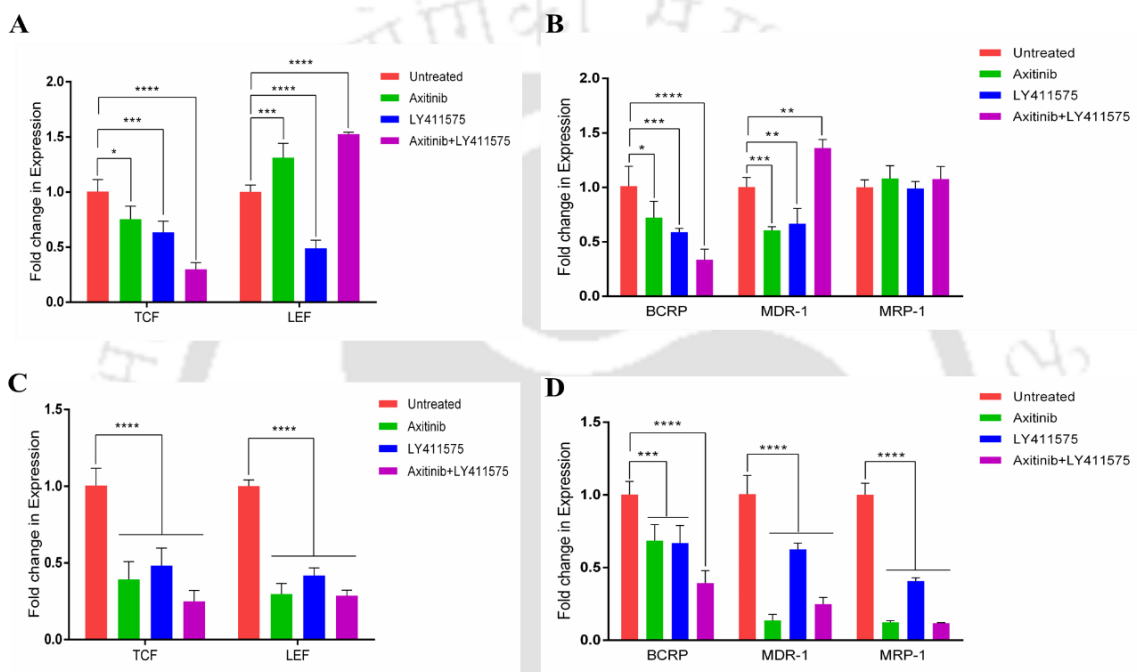 A
Fold change in Expression
2.0
1.5
1.0
0.5
0.0
****
***
*
****
****
***
TCF
LEF
Untreated
Axitinib
LY411575
Axitinib+LY411575
B
Fold change in Expression
2.0
1.5
1.0
0.5
0.0
****
***
*
**
**
***
BCRP
MDR-1
MRP-1
Untreated
Axitinib
LY411575
Axitinib+LY411575
C
Fold change in Expression
1.5
1.0
0.5
0.0
****
****
TCF
LEF
Untreated
Axitinib
LY411575
Axitinib+LY411575
D
Fold change in Expression
1.5
1.0
0.5
0.0
****
***
****
****
BCRP
MDR-1
MRP-1
Untreated
Axitinib
LY411575
Axitinib+LY411575